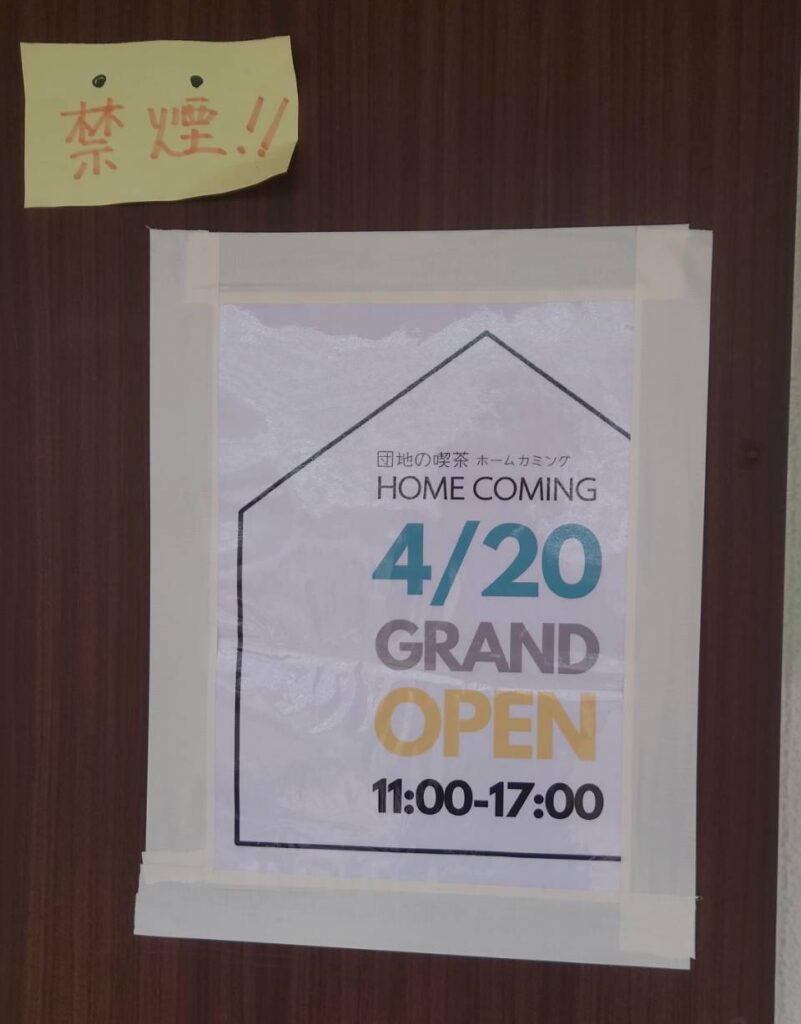 禁煙!!
団地の喫茶 ホームカミング
HOME COMING
4/20
GRAND
OPEN
11:00-17:00